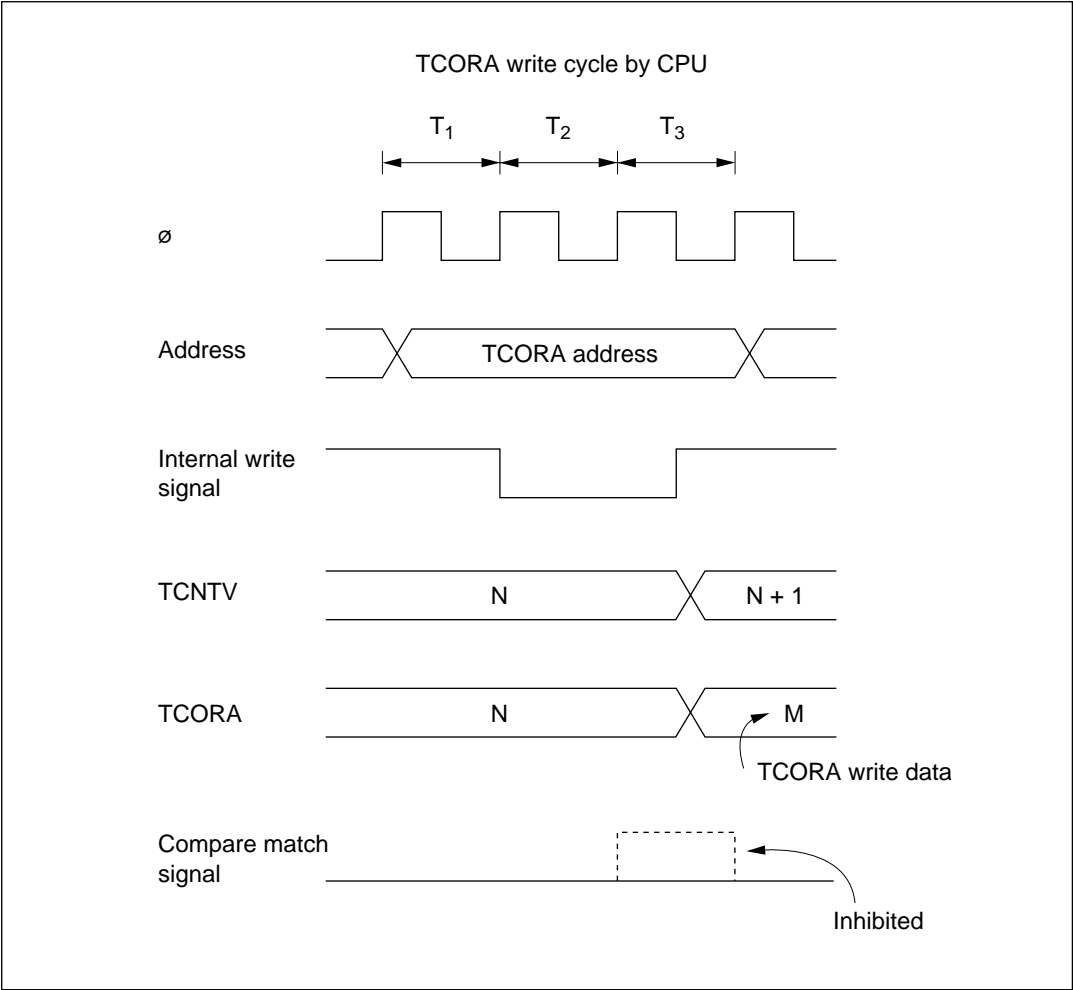 TCORA write cycle by CPU
T1 T2 T3
ø
Address
TCORA address
Internal write
signal
TCNTV
N
N + 1
TCORA
N
M
TCORA write data
Compare match
signal
Inhibited